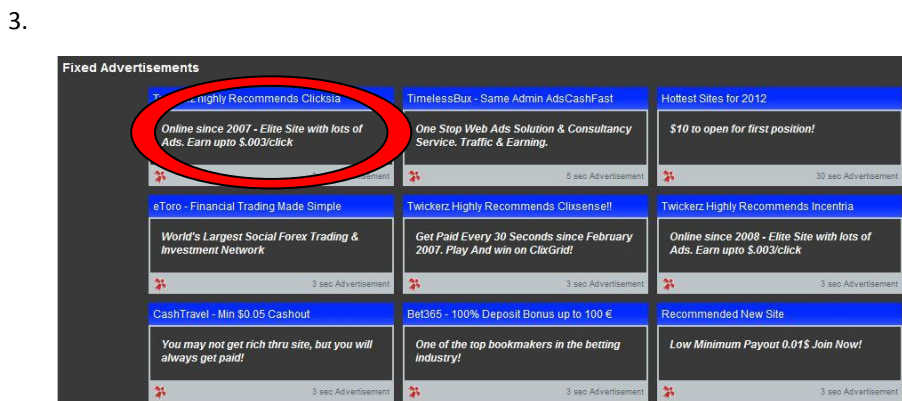 3.
Fixed Advertisements
highly Recommends Clicksia
Online since 2007 - Elite Site with lots of
Ads. Earn upto $.003/click
Advertisement
TimelessBux - Same Admin AdsCashFast
One Stop Web Ads Solution & Consultancy
Service. Traffic & Earning.
5 sec Advertisement
Hottest Sites for 2012
$10 to open for first position!
30 sec Advertisement
eToro - Financial Trading Made Simple
World's Largest Social Forex Trading &
Investment Network
3 sec Advertisement
Twickerz Highly Recommends Clixsense!!
Get Paid Every 30 Seconds since February
2007. Play And win on ClixGrid!
3 sec Advertisement
Twickerz Highly Recommends Incentria
Online since 2008 - Elite Site with lots of
Ads. Earn upto $.003/click
3 sec Advertisement
CashTravel - Min $0.05 Cashout
You may not get rich thru site, but you will
always get paid!
3 sec Advertisement
Bet365 - 100% Deposit Bonus up to 100 €
One of the top bookmakers in the betting
industry!
3 sec Advertisement
Recommended New Site
Low Minimum Payout 0.01$ Join Now!
3 sec Advertisement